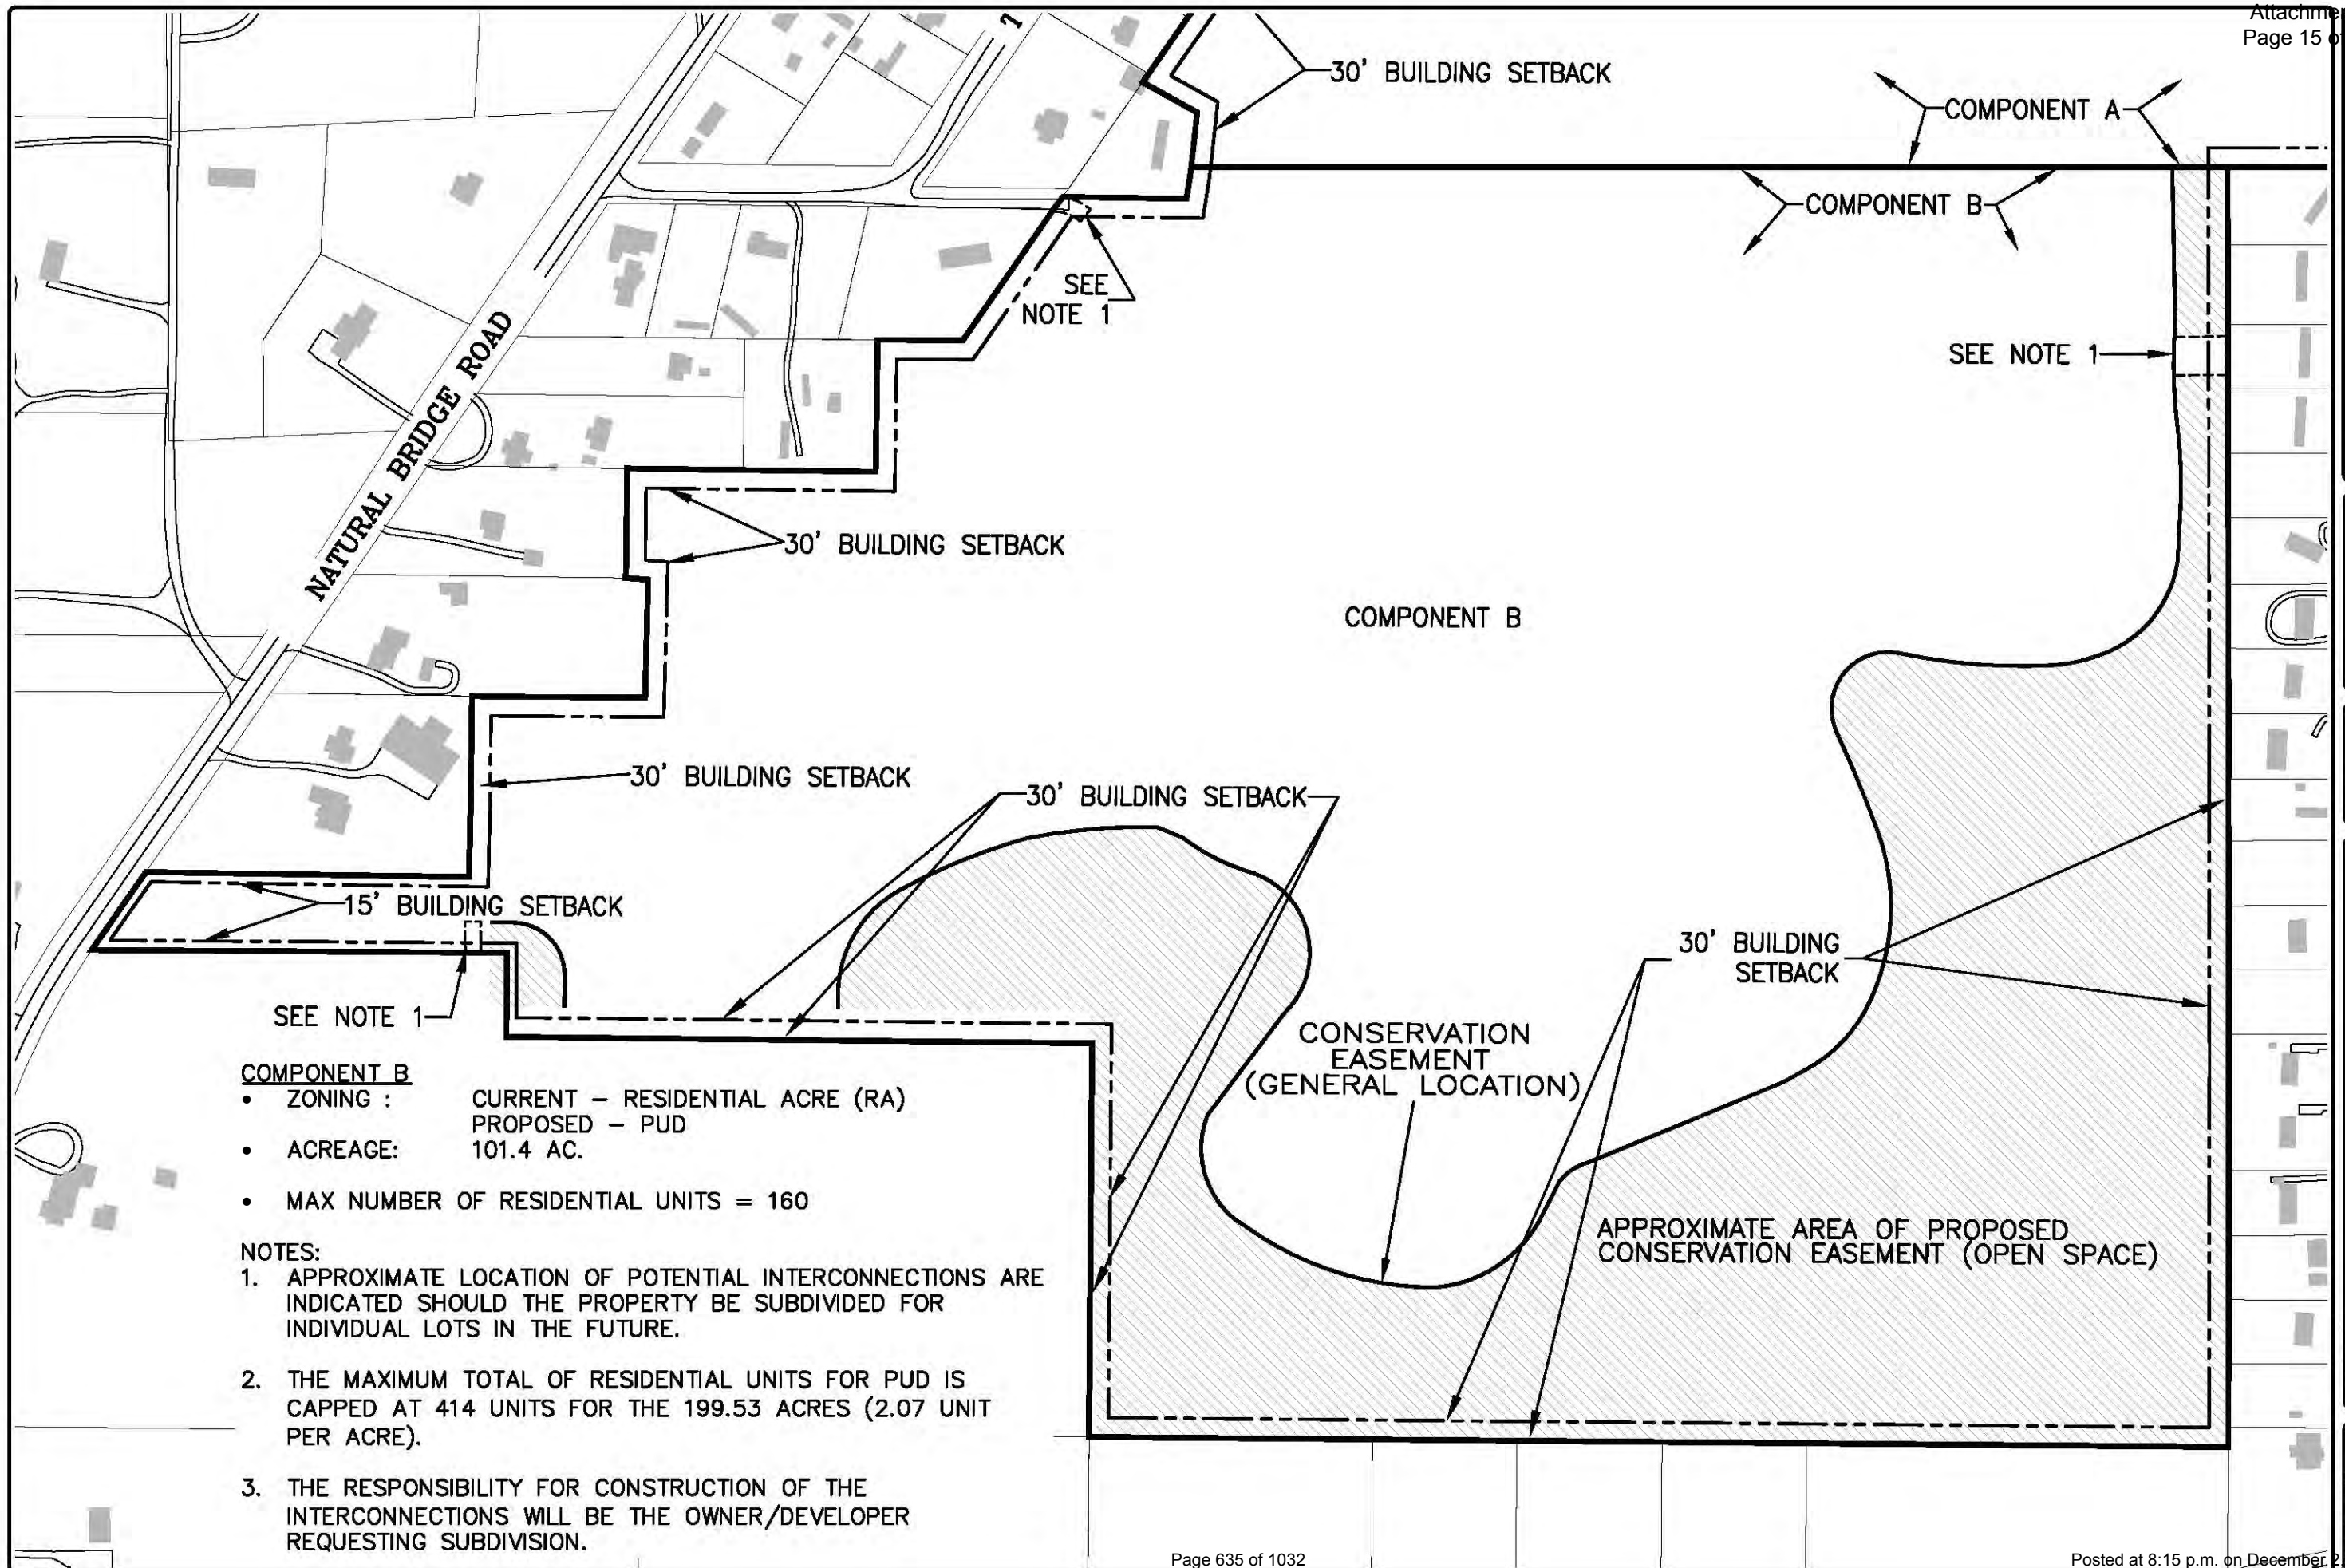 Attachme
Page 15 o
30' BUILDING SETBACK
COMPONENT A
COMPONENT B
SEE
NOTE 1
SEE NOTE 1
NATURAL BRIDGE ROAD
30' BUILDING SETBACK
COMPONENT B
30' BUILDING SETBACK
30' BUILDING SETBACK
15' BUILDING SETBACK
30' BUILDING
SETBACK
SEE NOTE 1
CONSERVATION
EASEMENT
(GENERAL LOCATION)
COMPONENT B
• ZONING : CURRENT – RESIDENTIAL ACRE (RA)
PROPOSED – PUD
• ACREAGE: 101.4 AC.
• MAX NUMBER OF RESIDENTIAL UNITS = 160
APPROXIMATE AREA OF PROPOSED
CONSERVATION EASEMENT (OPEN SPACE)
NOTES:
1. APPROXIMATE LOCATION OF POTENTIAL INTERCONNECTIONS ARE
INDICATED SHOULD THE PROPERTY BE SUBDIVIDED FOR
INDIVIDUAL LOTS IN THE FUTURE.
2. THE MAXIMUM TOTAL OF RESIDENTIAL UNITS FOR PUD IS
CAPPED AT 414 UNITS FOR THE 199.53 ACRES (2.07 UNIT
PER ACRE).
3. THE RESPONSIBILITY FOR CONSTRUCTION OF THE
INTERCONNECTIONS WILL BE THE OWNER/DEVELOPER
REQUESTING SUBDIVISION.
Page 635 of 1032
Posted at 8:15 p.m. on December 2